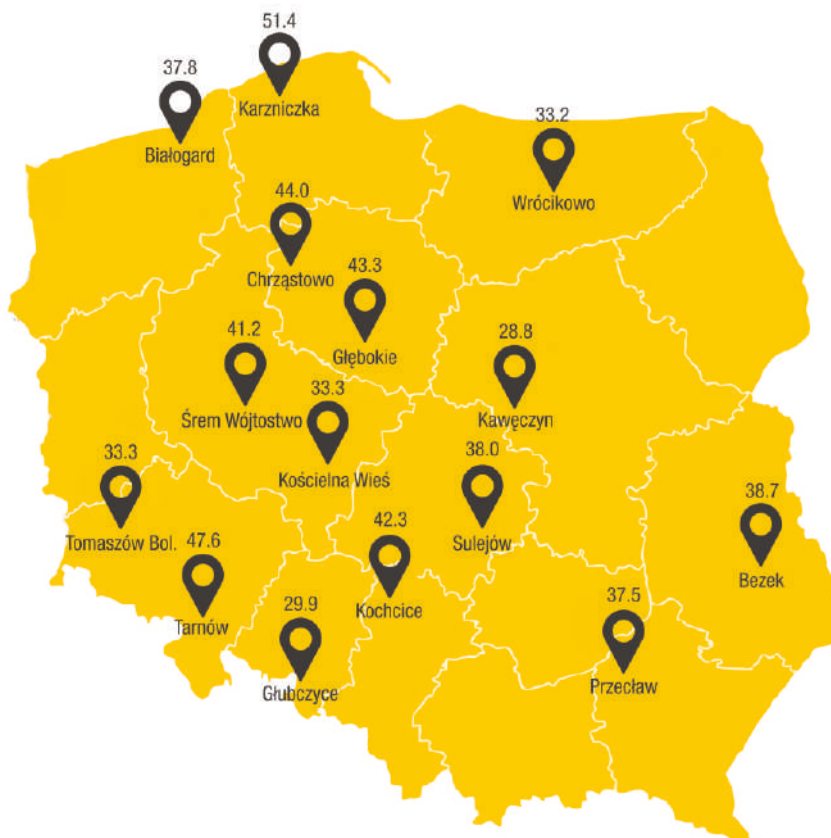 51.4
Karzniczka
37.8
Białogard
33.2
Wrócikowo
44.0
Chrząstowo
43.3
Głębokie
41.2
Śrem Wójtostwo
28.8
Kawęczyn
33.3
Kościelna Wieś
38.0
Sulejów
33.3
Tomaszów Bol.
38.7
Bezek
47.6
Tarnów
42.3
Kochcice
29.9
Głubczyce
37.5
Przecław